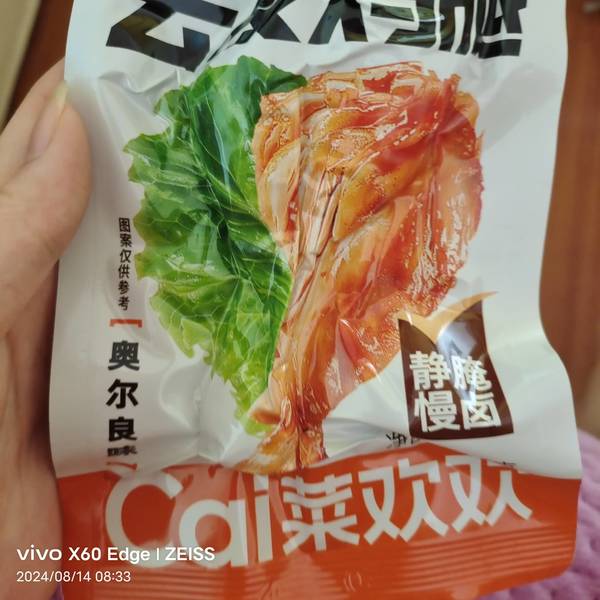 图案仅供参考
奥尔良
静腌
慢卤
Cai菜欢欢
vivo X60 Edge | ZEISS
2024/08/14 08:33